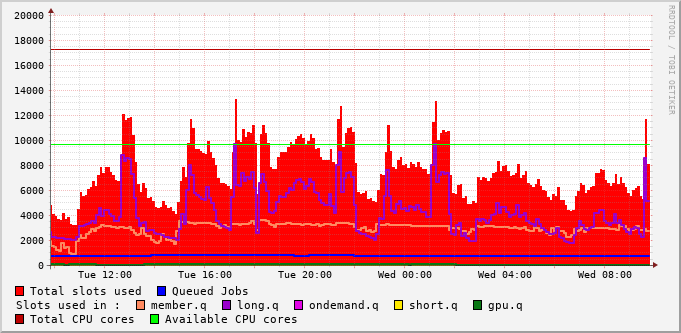 20000
18000
16000
14000
12000
10000
8000
6000
4000
2000
0
Tue 12:00 Tue 16:00 Tue 20:00 Wed 00:00 Wed 04:00 Wed 08:00
RRDTOOL / TOBI OETIKER
Total slots used Queued Jobs
Slots used in : member.q long.q ondemand.q short.q gpu.q
Total CPU cores Available CPU cores